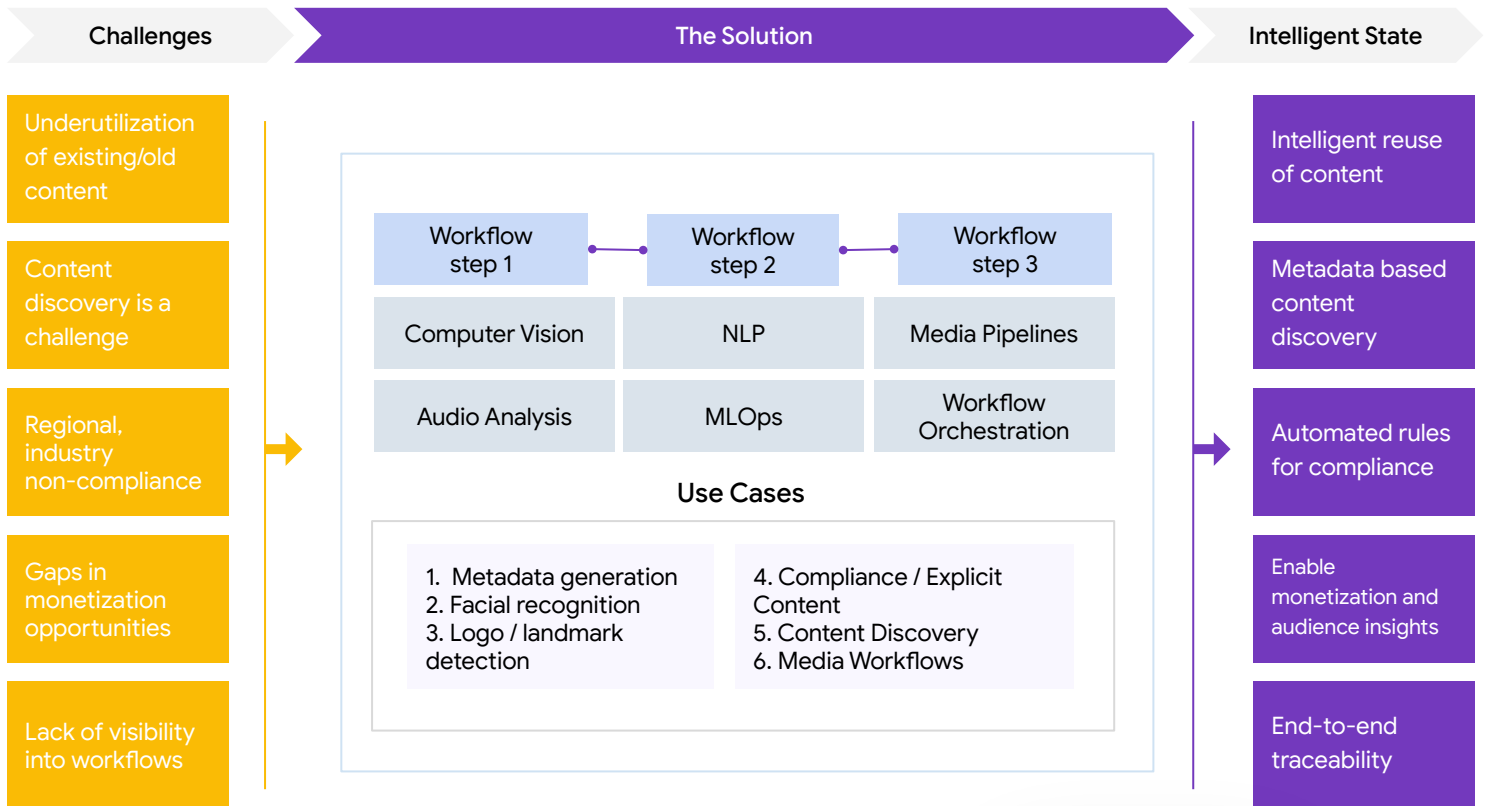 Challenges
The Solution
Intelligent State
Underutilization
of existing/old
content
Content
discovery is a
challenge
Regional,
industry
non-compliance
Gaps in
monetization
opportunities
Lack of visibility
into workflows
Workflow
step 1
Workflow
step 2
Workflow
step 3
Computer Vision
NLP
Media Pipelines
Audio Analysis
MLOps
Workflow
Orchestration
Use Cases
1. Metadata generation
2. Facial recognition
3. Logo / landmark
detection
4. Compliance / Explicit
Content
5. Content Discovery
6. Media Workflows
Intelligent reuse
of content
Metadata based
content
discovery
Automated rules
for compliance
Enable
monetization and
audience insights
End-to-end
traceability